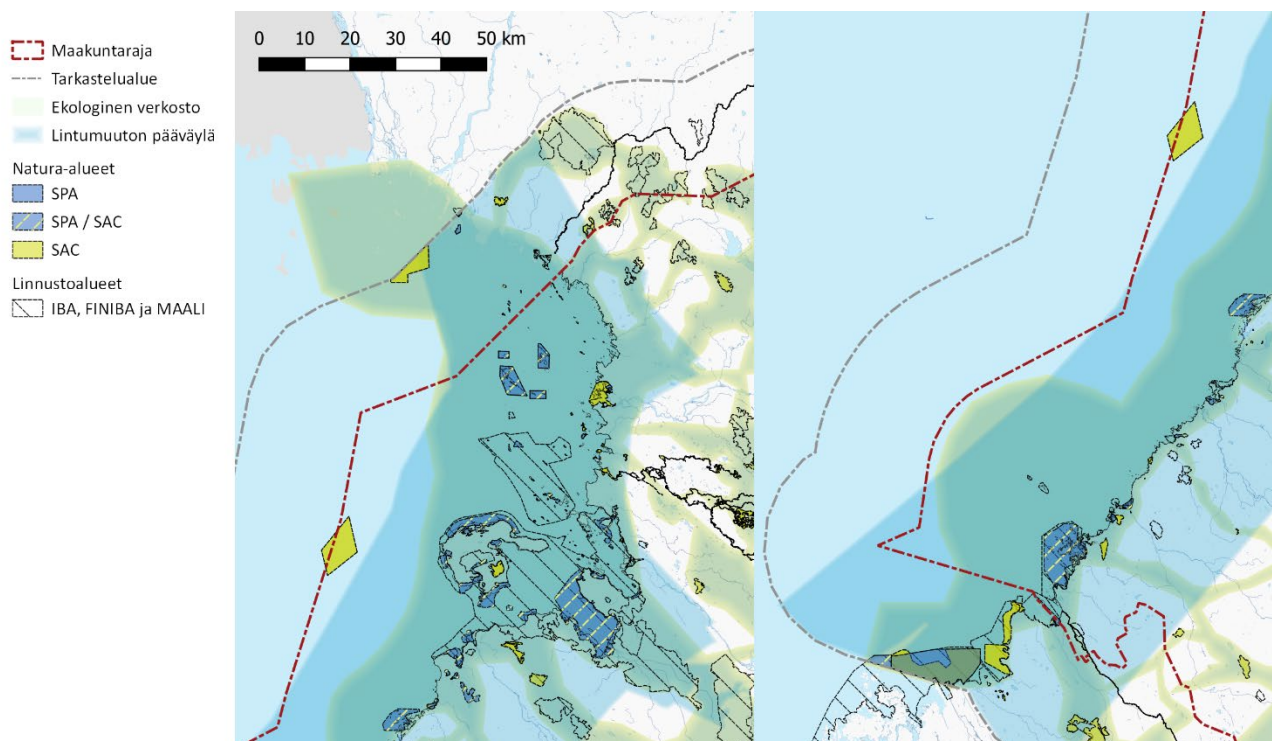 Maakuntaraja
Tarkastelualue
Ekologinen verkosto
Lintumuuton pääväylä
Natura-alueet
SPA
SPA / SAC
SAC
Linnustoalueet
IBA, FINIBA ja MAALI
0 10 20 30 40 50 km